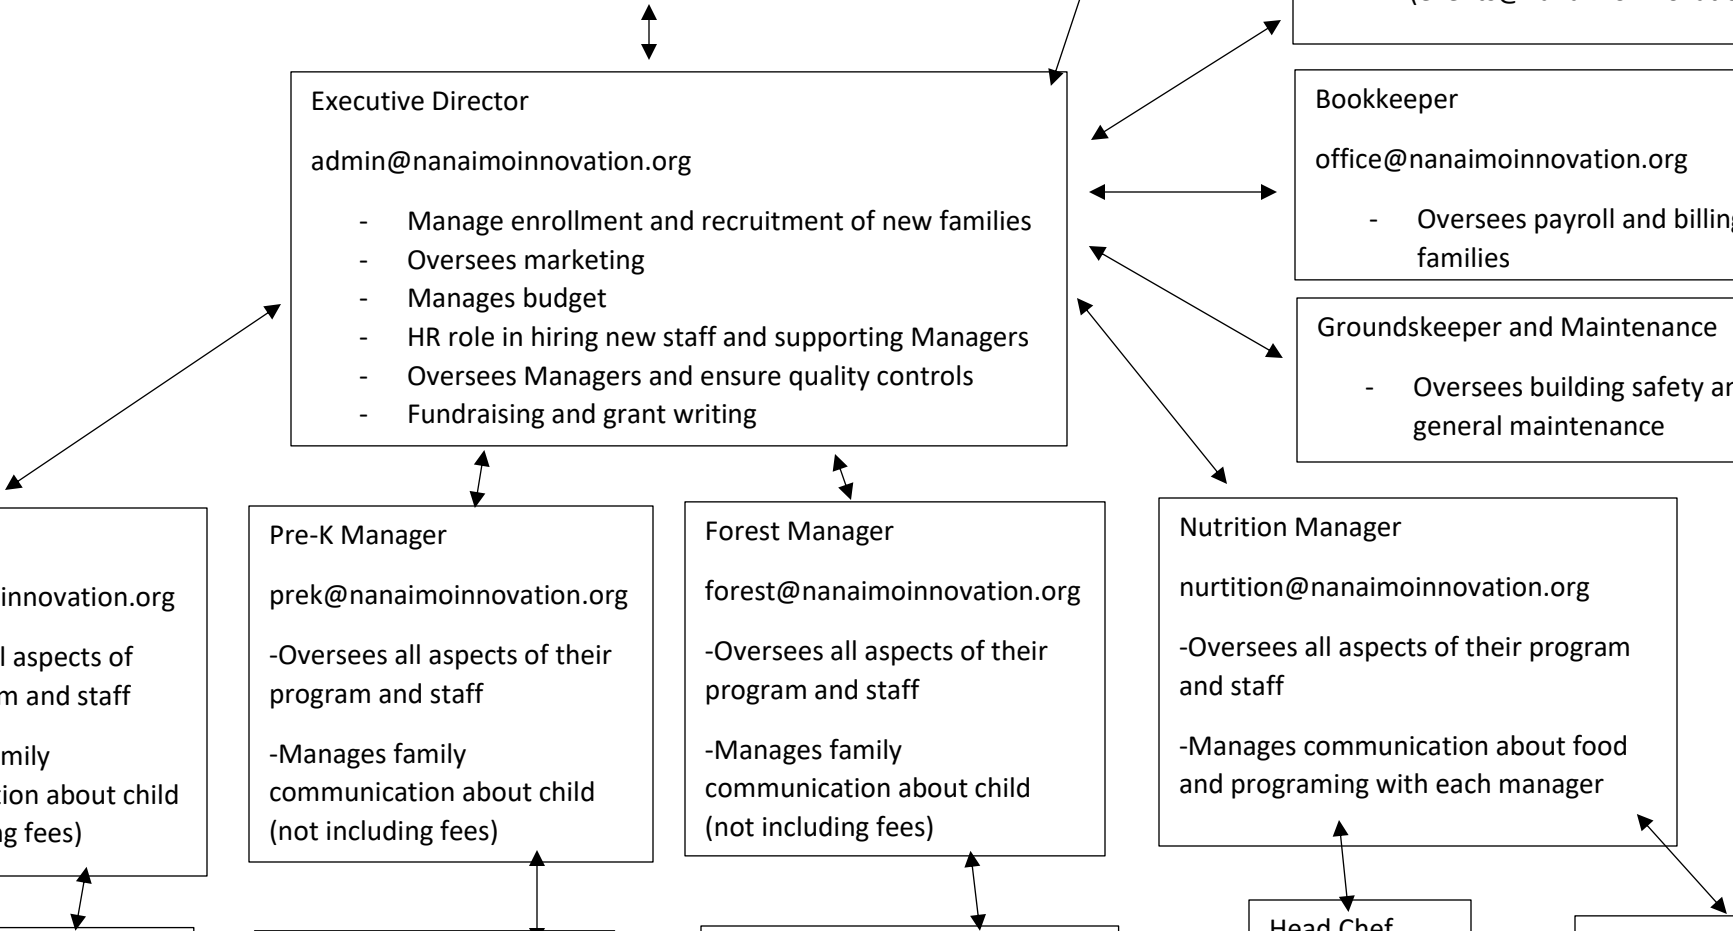 Executive Director
admin@nanaimoinnovation.org
- Manage enrollment and recruitment of new families
- Oversees marketing
- Manages budget
- HR role in hiring new staff and supporting Managers
- Oversees Managers and ensure quality controls
- Fundraising and grant writing
Bookkeeper
office@nanaimoinnovation.org
- Oversees payroll and billing
families
Groundskeeper and Maintenance
- Oversees building safety
general maintenance
innovation.org
aspects of
and staff
about child
fees)
Pre-K Manager
prek@nanaimoinnovation.org
-Oversees all aspects of their
program and staff
-Manages family
communication about child
(not including fees)
Forest Manager
forest@nanaimoinnovation.org
-Oversees all aspects of their
program and staff
-Manages family
communication about child
(not including fees)
Nutrition Manager
nurtition@nanaimoinnovation.org
-Oversees all aspects of their program
and staff
-Manages communication about food
and programing with each manager
Head Chef